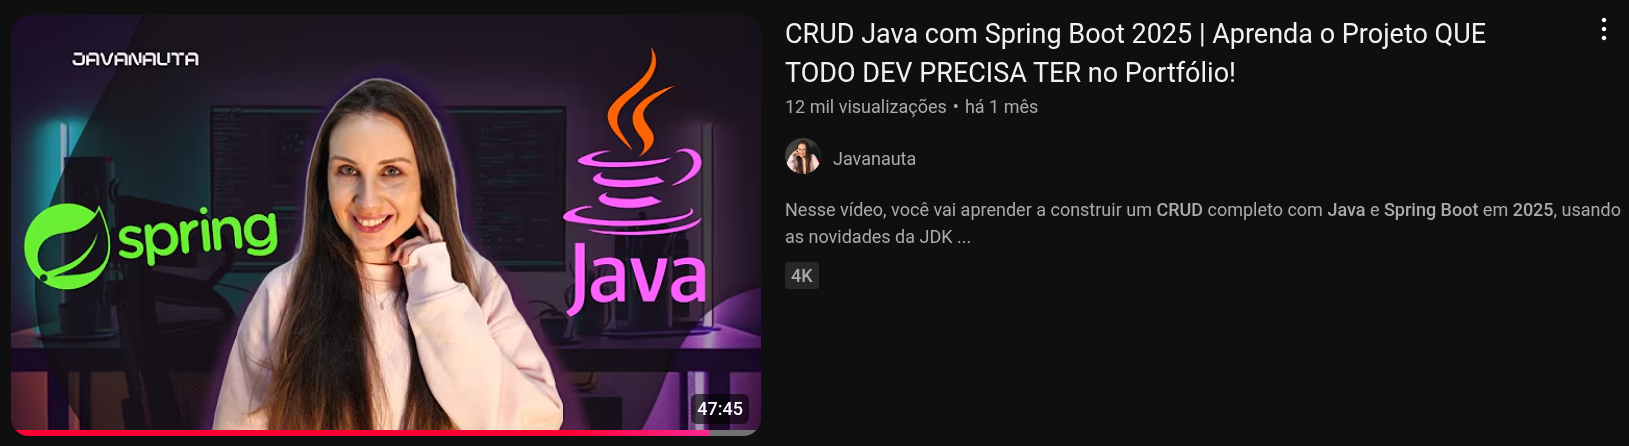 JAVANAUTA
spring
Java
47:45
CRUD Java com Spring Boot 2025 | Aprenda o Projeto QUE
TODO DEV PRECISA TER no Portfólio!
12 mil visualizações • há 1 mês
Javanauta
Nesse vídeo, você vai aprender a construir um CRUD completo com Java e Spring Boot em 2025, usando
as novidades da JDK ...
4K